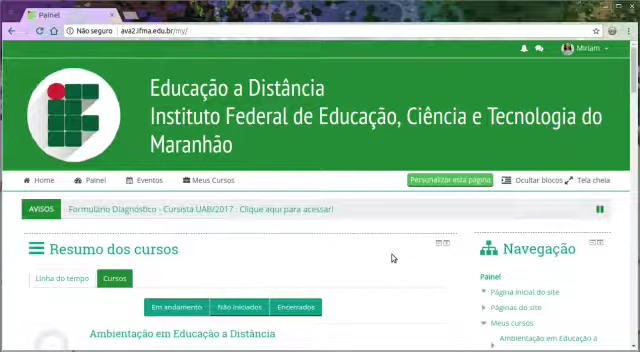 Painel
Não seguro | ava2.ifma.edu.br/my/
Miriam
Educação a Distância
Instituto Federal de Educação, Ciência e Tecnologia do
Maranhão
Home
Painel
Eventos
Meus Cursos
Personalizar esta página
Ocultar blocos
Tela cheia
AVISOS
Formulário Diagnóstico - Cursista UAB/2017 : Clique aqui para acessar!
Resumo dos cursos
Linha do tempo
Cursos
Em andamento
Não iniciados
Encerrados
Ambientação em Educação a Distância
Navegação
Painel
Página inicial do site
Páginas do site
Meus cursos
Ambientação em Educação a